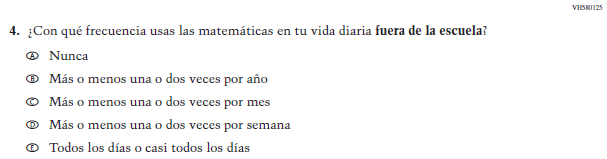 VH580125
4. ¿Con qué frecuencia usas las matemáticas en tu vida diaria fuera de la escuela?
A Nunca
B Más o menos una o dos veces por año
C Más o menos una o dos veces por mes
D Más o menos una o dos veces por semana
E Todos los días o casi todos los días